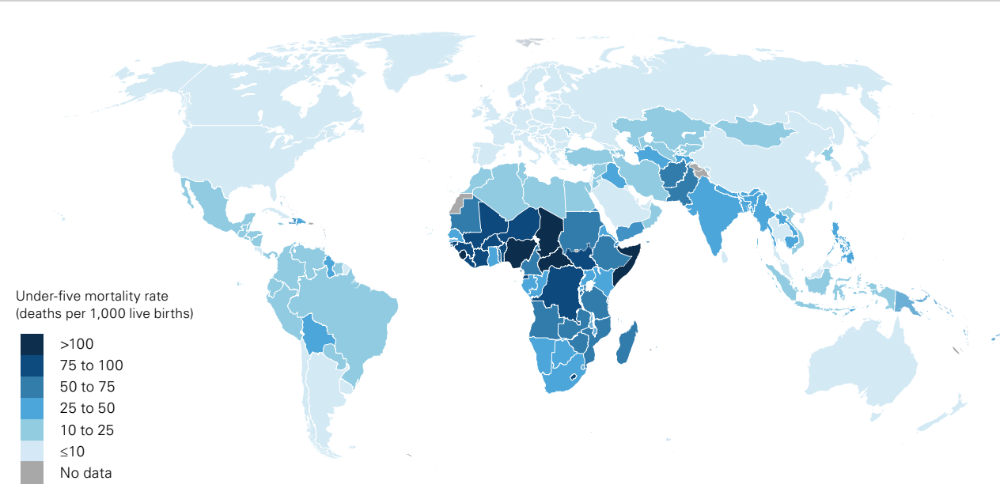 Under-five mortality rate
(deaths per 1,000 live births)
>100
75 to 100
50 to 75
25 to 50
10 to 25
≤10
No data